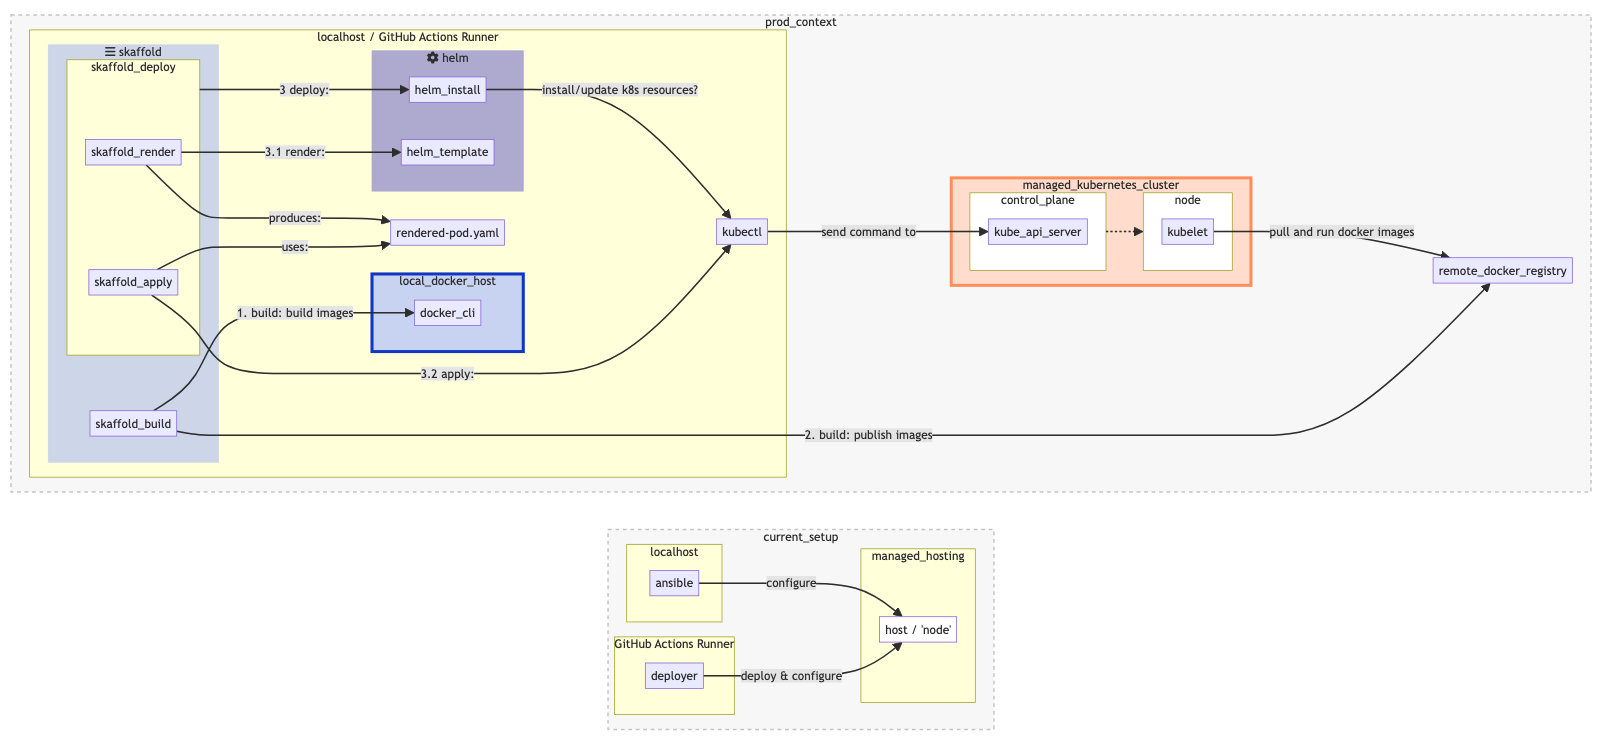 prod_context
localhost / GitHub Actions Runner
skaffold
skaffold_deploy
3 deploy:
helm
helm_install
install/update k8s resources?
skaffold_render
3.1 render:
helm_template
produces:
rendered-pod.yaml
uses:
skaffold_apply
local_docker_host
1. build: build images
docker_cli
3.2 apply:
skaffold_build
2. build: publish images
kubectl
send command to
managed_kubernetes_cluster
control_plane
kube_api_server
node
kubelet
pull and run docker images
remote_docker_registry
current_setup
localhost
ansible
configure
managed_hosting
host / 'node'
GitHub Actions Runner
deployer
deploy & configure